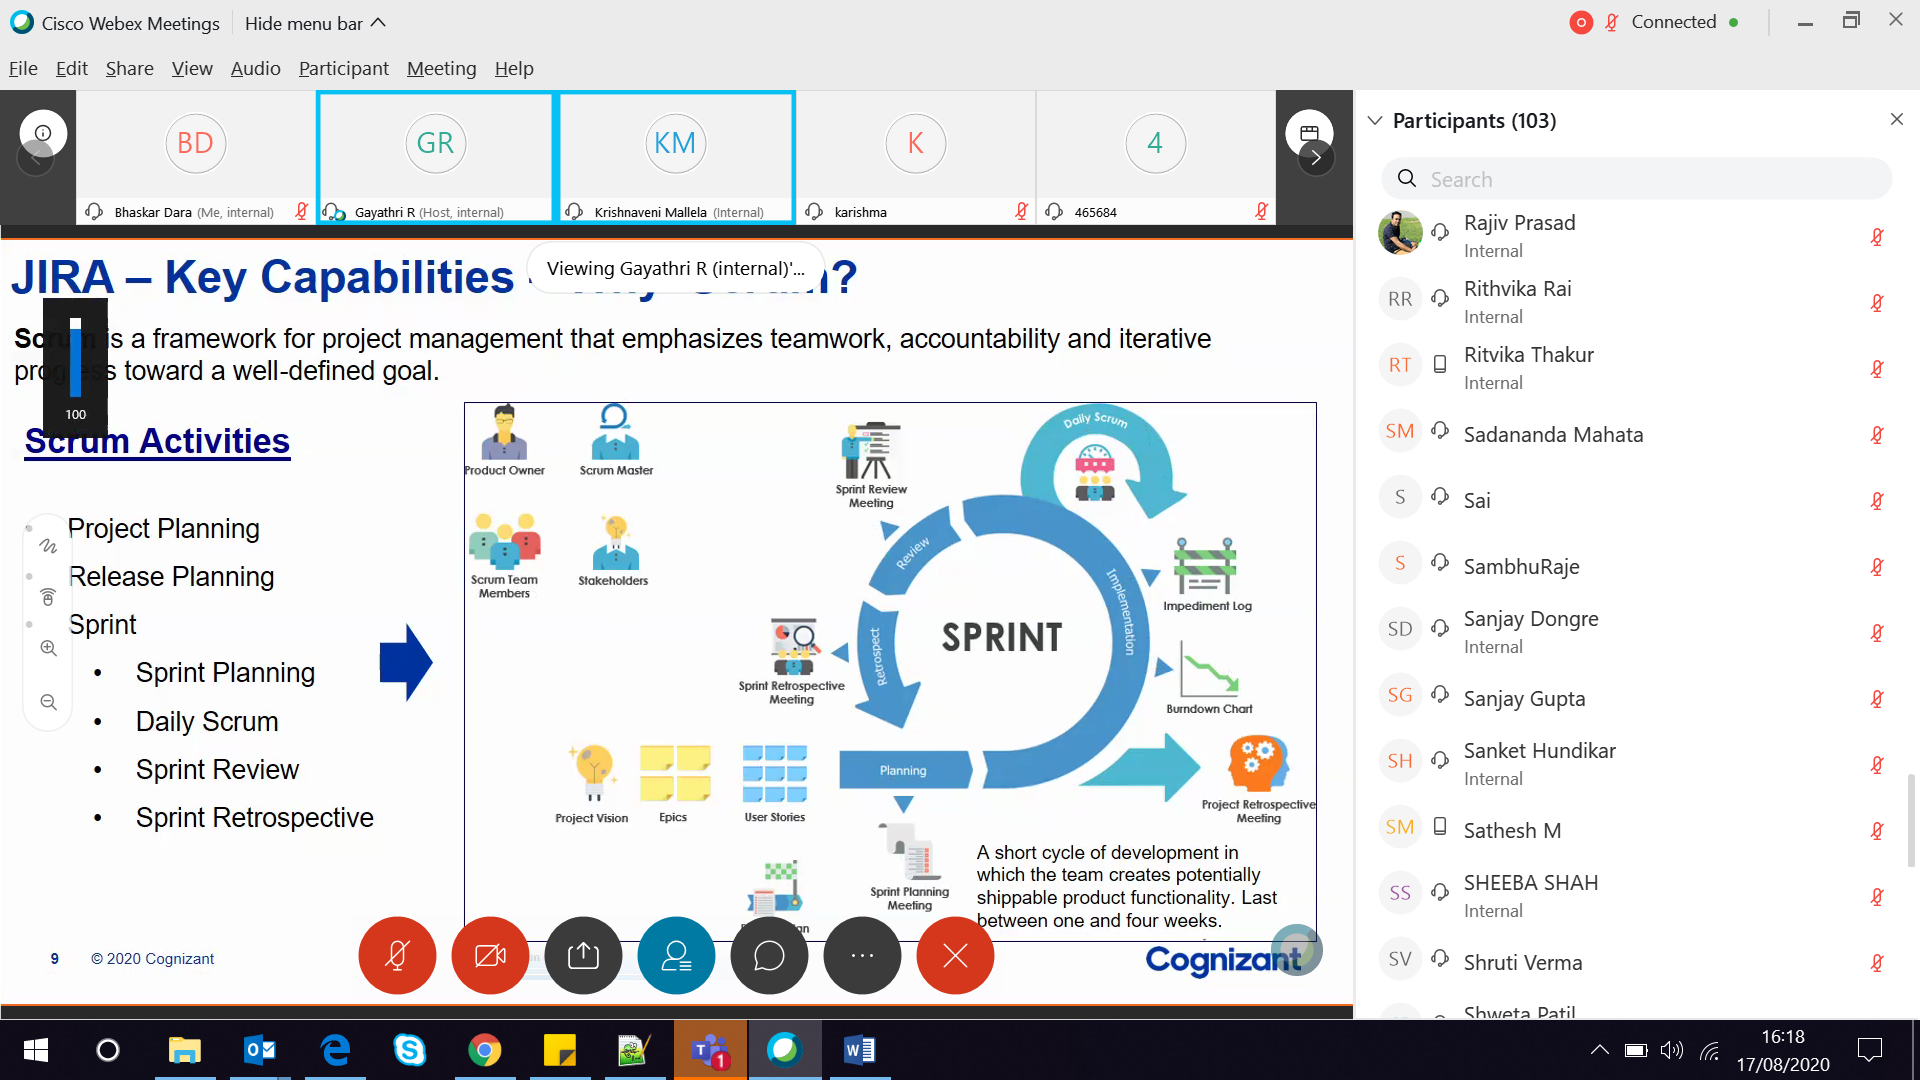 Cisco Webex Meetings
Hide menu bar
Connected
File Edit Share View Audio Participant Meeting Help
BD
GR
KM
K
4
Bhaskar Dara (Me, internal)
Gayathri R (Host, internal)
Krishnaveni Mallela (Internal)
karishma
465684
Viewing Gayathri R (internal)'...
JIRA – Key Capabilities
Scrum is a framework for project management that emphasizes teamwork, accountability and iterative
progress toward a well-defined goal.
100
Scrum Activities
Project Planning
Release Planning
Sprint
• Sprint Planning
• Daily Scrum
• Sprint Review
• Sprint Retrospective
Product Owner
Scrum Master
Scrum Team
Members
Stakeholders
Sprint Review
Meeting
Daily Scrum
Review
Implementation
Retrospect
SPRINT
Impediment Log
Burndown Chart
Sprint Retrospective
Meeting
Planning
Project Vision
Epics
User Stories
Sprint Planning
Meeting
Project Retrospective
Meeting
A short cycle of development in
which the team creates potentially
shippable product functionality. Last
between one and four weeks.
9
© 2020 Cognizant
Cognizant
Participants (103)
Search
Rajiv Prasad
Internal
RR
Rithvika Rai
Internal
RT
Ritvika Thakur
Internal
SM
Sadananda Mahata
S
Sai
S
SambhuRaje
SD
Sanjay Dongre
Internal
SG
Sanjay Gupta
SH
Sanket Hundikar
Internal
SM
Sathesh M
SS
SHEEBA SHAH
Internal
SV
Shruti Verma
Shweta Patil
1
16:18
17/08/2020